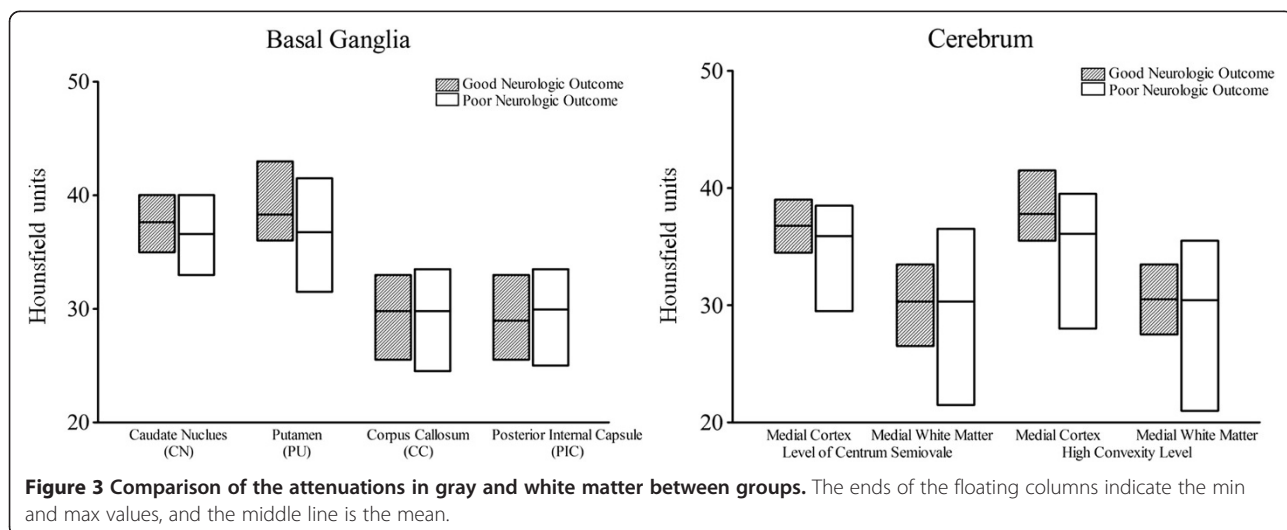 Basal Ganglia
50
40
30
20
Hounsfield units
Good Neurologic Outcome
Poor Neurologic Outcome
Caudate Nuclues
(CN)
Putamen
(PU)
Corpus Callosum
(CC)
Posterior Internal Capsule
(PIC)
Cerebrum
50
40
30
20
Hounsfield units
Good Neurologic Outcome
Poor Neurologic Outcome
Medial Cortex Medial White Matter
Level of Centrum Semiovale
Medial Cortex Medial White Matter
High Convexity Level
Figure 3 Comparison of the attenuations in gray and white matter between groups. The ends of the floating columns indicate the min
and max values, and the middle line is the mean.